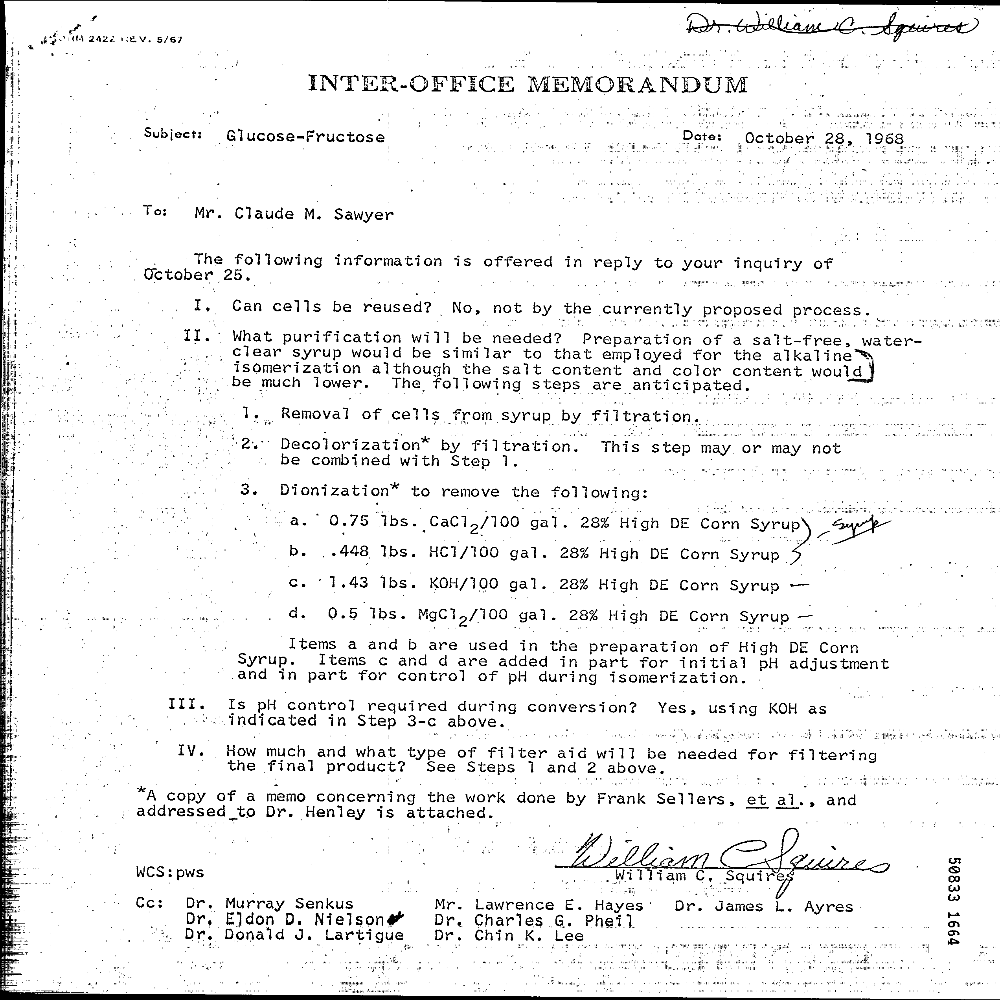 Dr. William C. Squires
2422 REV. 5/67
INTER-OFFICE MEMORANDUM
Subject: Glucose-Fructose Date: October 28, 1968
To: Mr. Claude M. Sawyer
The following information is offered in reply to your inquiry of
October 25.
I. Can cells be reused? No, not by the currently proposed process.
II. What purification will be needed? Preparation of a salt-free, water-
clear syrup would be similar to that employed for the alkaline
isomerization although the salt content and color content would
be much lower. The following steps are anticipated.
1. Removal of cells from syrup by filtration.
2. Decolorization* by filtration. This step may or may not
be combined with Step 1.
3. Dionization* to remove the following:
a. 0.75 lbs. CaCl2/100 gal. 28% High DE Corn Syrup) syrup
b. .448 lbs. HCl/100 gal. 28% High DE Corn Syrup
c. 1.43 lbs. KOH/100 gal. 28% High DE Corn Syrup —
d. 0.5 lbs. MgCl2/100 gal. 28% High DE Corn Syrup —
Items a and b are used in the preparation of High DE Corn
Syrup. Items c and d are added in part for initial pH adjustment
and in part for control of pH during isomerization.
III. Is pH control required during conversion? Yes, using KOH as
indicated in Step 3-c above.
IV. How much and what type of filter aid will be needed for filtering
the final product? See Steps 1 and 2 above.
*A copy of a memo concerning the work done by Frank Sellers, et al., and
addressed to Dr. Henley is attached.
William C Squires
William C. Squires
WCS:pws
Cc: Dr. Murray Senkus Mr. Lawrence E. Hayes Dr. James L. Ayres
Dr. Eldon D. Nielson Dr. Charles G. Pheil
Dr. Donald J. Lartigue Dr. Chin K. Lee
50833 1664